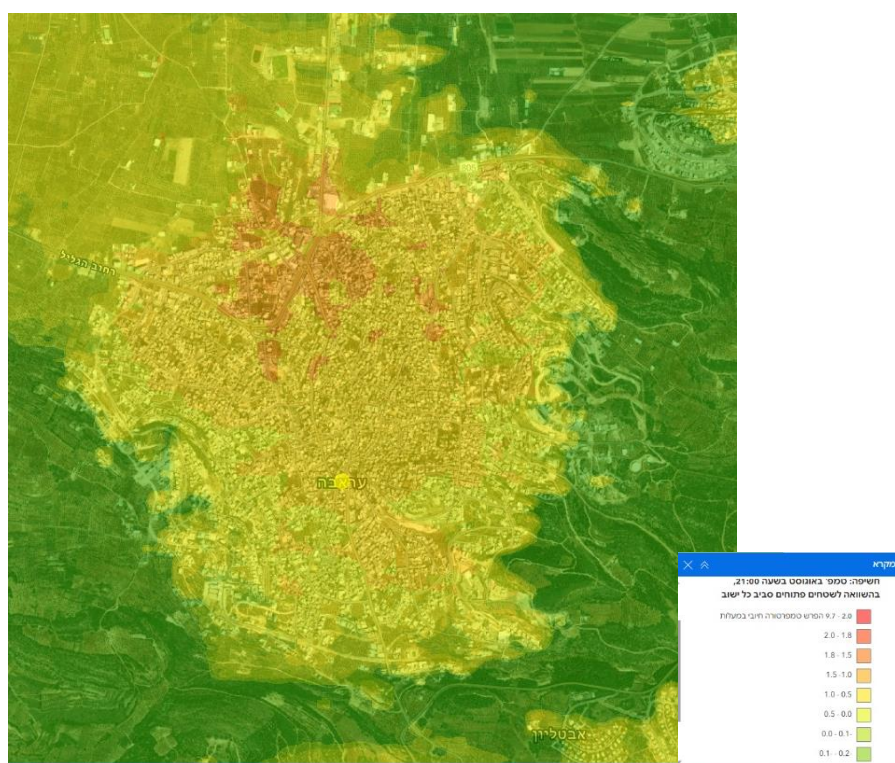 רחוב הגליל
עראבה
אבטליון
מקרא
חשיפה: טמפ' באוגוסט בשעה 21:00,
בהשוואה לשטחים פתוחים סביב כל ישוב
2.0 - 9.7 הפרש טמפרטורה חיובי במעלות
2.0 - 1.8
1.8 - 1.5
1.5 -1.0
1.0 - 0.5
0.5 - 0.0
0.0 - 0.1-
0.1- - 0.2-